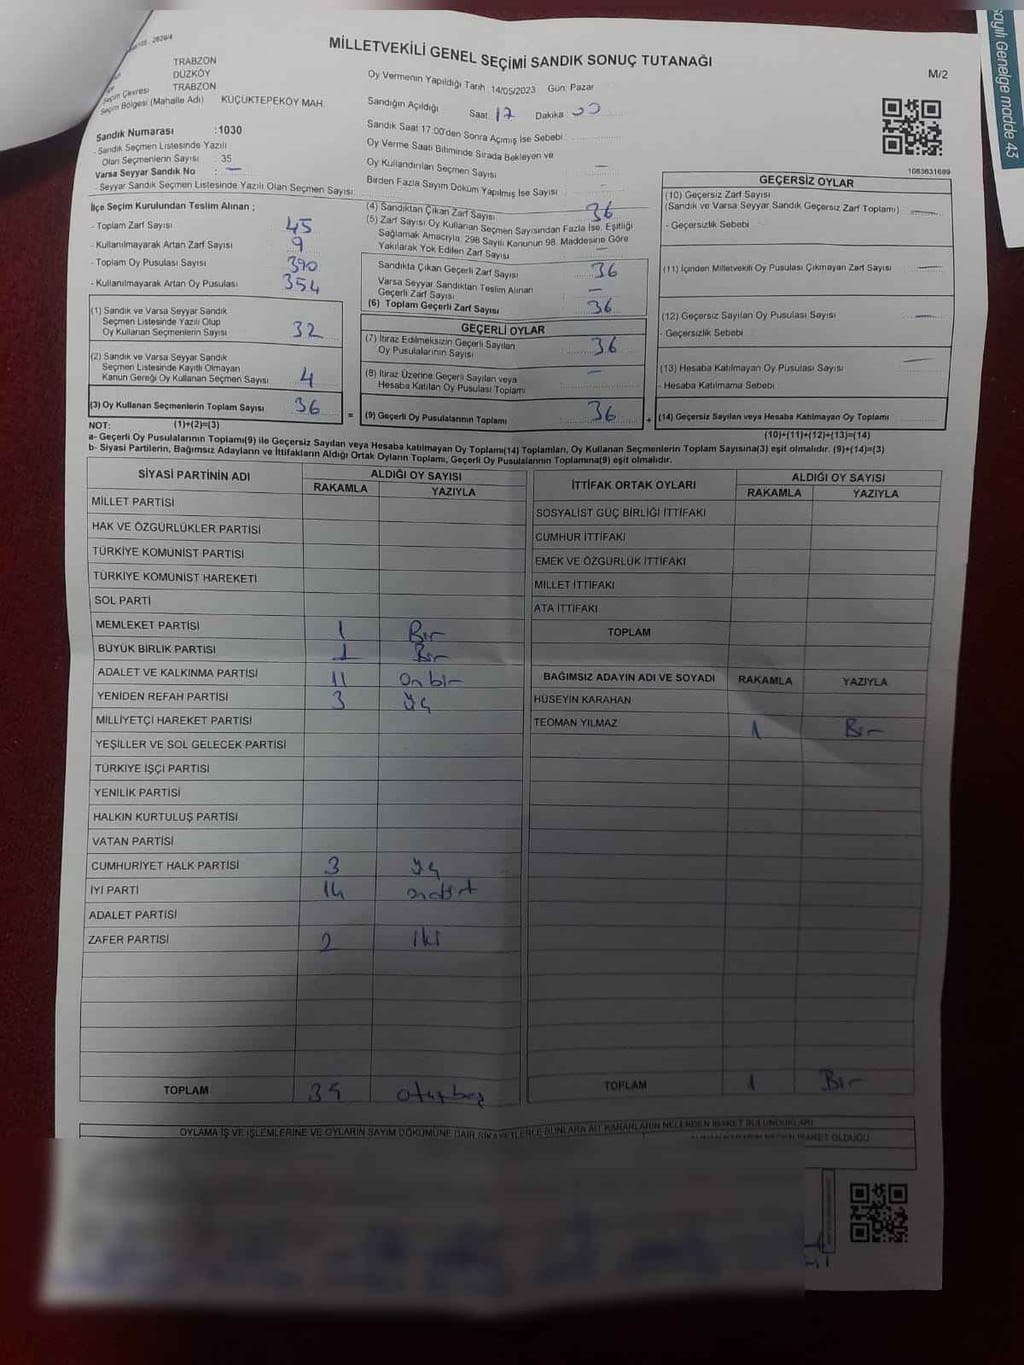 MİLLETVEKİLİ GENEL SEÇİMİ SANDIK SONUÇ TUTANAĞI
M/2
TRABZON
DÜZKÖY
Seçim Çevresi TRABZON
Seçim Bölgesi (Mahalle Adı) KÜÇÜKTEPEKÖY MAH.
Sandık Numarası :1030
- Sandık Seçmen Listesinde Yazılı
Olan Seçmenlerin Sayısı : 35
Varsa Seyyar Sandık No : —
Seyyar Sandık Seçmen Listesinde Yazılı Olan Seçmen Sayısı:
Oy Vermenin Yapıldığı Tarih 14/05/2023 Gün: Pazar
Sandığın Açıldığı Saat 17 Dakika 00
Sandık Saat 17:00'den Sonra Açılmış İse Sebebi
Oy Verme Saati Bitiminde Sırada Bekleyen ve
Oy Kullandırılan Seçmen Sayısı —
Birden Fazla Sayım Döküm Yapılmış İse Sayısı —
1083631699
sayılı Genelge madde 43
İlçe Seçim Kurulundan Teslim Alınan ;
- Toplam Zarf Sayısı 45
- Kullanılmayarak Artan Zarf Sayısı 9
- Toplam Oy Pusulası Sayısı 390
- Kullanılmayarak Artan Oy Pusulası 354
(1) Sandık ve Varsa Seyyar Sandık
Seçmen Listesinde Yazılı Olup
Oy Kullanan Seçmenlerin Sayısı 32
(2) Sandık ve Varsa Seyyar Sandık
Seçmen Listesinde Kayıtlı Olmayan
Kanun Gereği Oy Kullanan Seçmen Sayısı 4
(3) Oy Kullanan Seçmenlerin Toplam Sayısı 36 =
(4) Sandıktan Çıkan Zarf Sayısı 36
(5) Zarf Sayısı Oy Kullanan Seçmen Sayısından Fazla İse, Eşitliği
Sağlamak Amacıyla, 298 Sayılı Kanunun 98. Maddesine Göre
Yakılarak Yok Edilen Zarf Sayısı —
Sandıkta Çıkan Geçerli Zarf Sayısı 36
Varsa Seyyar Sandıktan Teslim Alınan
Geçerli Zarf Sayısı —
(6) Toplam Geçerli Zarf Sayısı 36
GEÇERLİ OYLAR
(7) İtiraz Edilmeksizin Geçerli Sayılan
Oy Pusulalarının Sayısı 36
(8) İtiraz Üzerine Geçerli Sayılan veya
Hesaba Katılan Oy Pusulası Toplamı —
(9) Geçerli Oy Pusulalarının Toplamı 36 +
GEÇERSİZ OYLAR
(10) Geçersiz Zarf Sayısı
(Sandık ve Varsa Seyyar Sandık Geçersiz Zarf Toplamı) —
- Geçersizlik Sebebi
(11) İçinden Milletvekili Oy Pusulası Çıkmayan Zarf Sayısı —
(12) Geçersiz Sayılan Oy Pusulası Sayısı —
- Geçersizlik Sebebi
(13) Hesaba Katılmayan Oy Pusulası Sayısı —
- Hesaba Katılmama Sebebi
(14) Geçersiz Sayılan veya Hesaba Katılmayan Oy Toplamı
NOT: (1)+(2)=(3)
(10)+(11)+(12)+(13)=(14)
a- Geçerli Oy Pusulalarının Toplamı(9) ile Geçersiz Sayılan veya Hesaba katılmayan Oy Toplamı(14) Toplamları, Oy Kullanan Seçmenlerin Toplam Sayısına(3) eşit olmalıdır. (9)+(14)=(3)
b- Siyasi Partilerin, Bağımsız Adayların ve İttifakların Aldığı Ortak Oyların Toplamı, Geçerli Oy Pusulalarının Toplamına(9) eşit olmalıdır.
SİYASİ PARTİNİN ADI ALDIĞI OY SAYISI
RAKAMLA YAZIYLA
MİLLET PARTİSİ
HAK VE ÖZGÜRLÜKLER PARTİSİ
TÜRKİYE KOMÜNİST PARTİSİ
TÜRKİYE KOMÜNİST HAREKETİ
SOL PARTİ
MEMLEKET PARTİSİ 1 Bir
BÜYÜK BİRLİK PARTİSİ 1 Bir
ADALET VE KALKINMA PARTİSİ 11 Onbir
YENİDEN REFAH PARTİSİ 3 Üç
MİLLİYETÇİ HAREKET PARTİSİ
YEŞİLLER VE SOL GELECEK PARTİSİ
TÜRKİYE İŞÇİ PARTİSİ
YENİLİK PARTİSİ
HALKIN KURTULUŞ PARTİSİ
VATAN PARTİSİ
CUMHURİYET HALK PARTİSİ 3 Üç
İYİ PARTİ 14 ondört
ADALET PARTİSİ
ZAFER PARTİSİ 2 İki
TOPLAM 35 otuzbeş
İTTİFAK ORTAK OYLARI ALDIĞI OY SAYISI
RAKAMLA YAZIYLA
SOSYALİST GÜÇ BİRLİĞİ İTTİFAKI
CUMHUR İTTİFAKI
EMEK VE ÖZGÜRLÜK İTTİFAKI
MİLLET İTTİFAKI
ATA İTTİFAKI
TOPLAM
BAĞIMSIZ ADAYIN ADI VE SOYADI RAKAMLA YAZIYLA
HÜSEYİN KARAHAN
TEOMAN YILMAZ 1 Bir
TOPLAM 1 Bir
OYLAMA İŞ VE İŞLEMLERİNE VE OYLARIN SAYIM DÖKÜMÜNE DAİR ŞİKAYETLERLE BUNLARA AİT KARARLARIN NELERDEN İBARET BULUNDUKLARI
İBARET OLDUĞU